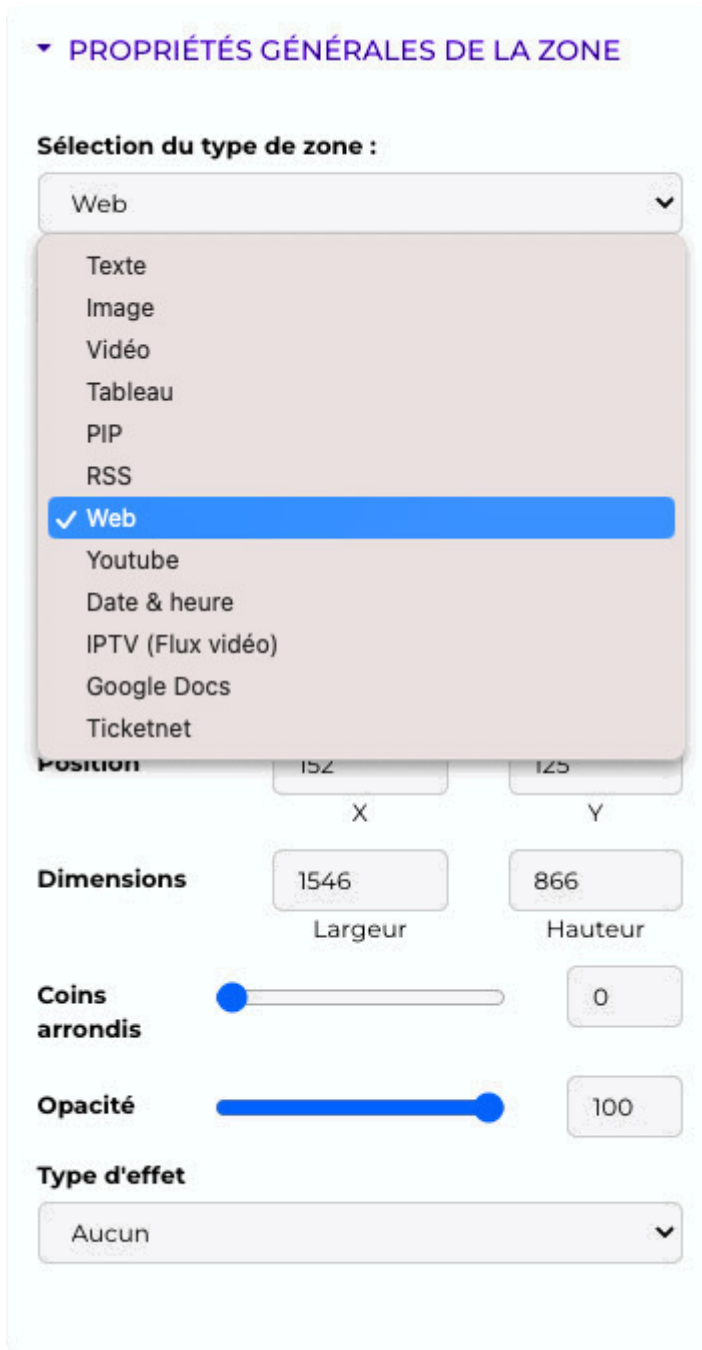 PROPRIÉTÉS GÉNÉRALES DE LA ZONE
Sélection du type de zone :
Web
Texte
Image
Vidéo
Tableau
PIP
RSS
Web
Youtube
Date & heure
IPTV (Flux vidéo)
Google Docs
Ticketnet
Position 152 125
X Y
Dimensions 1546 866
Largeur Hauteur
Coins
arrondis 0
Opacité 100
Type d'effet
Aucun